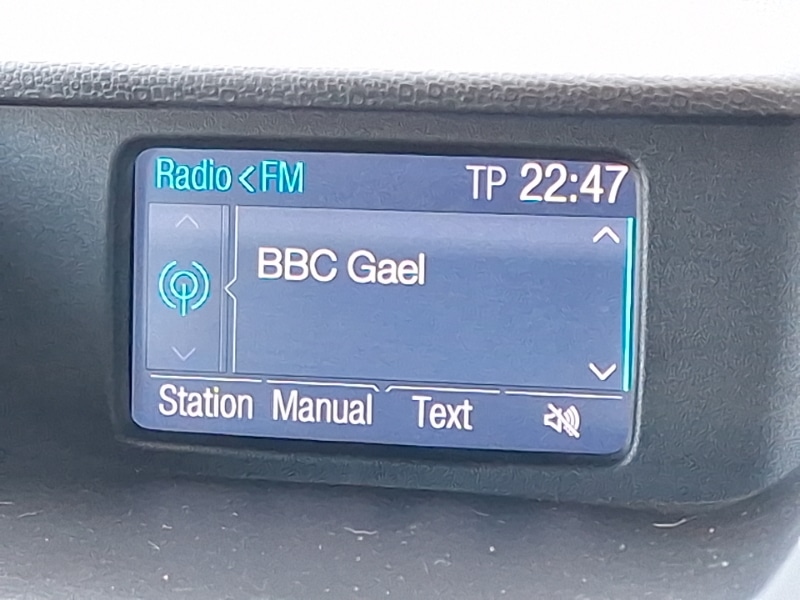 Radio < FM TP 22:47
BBC Gael
Station Manual Text